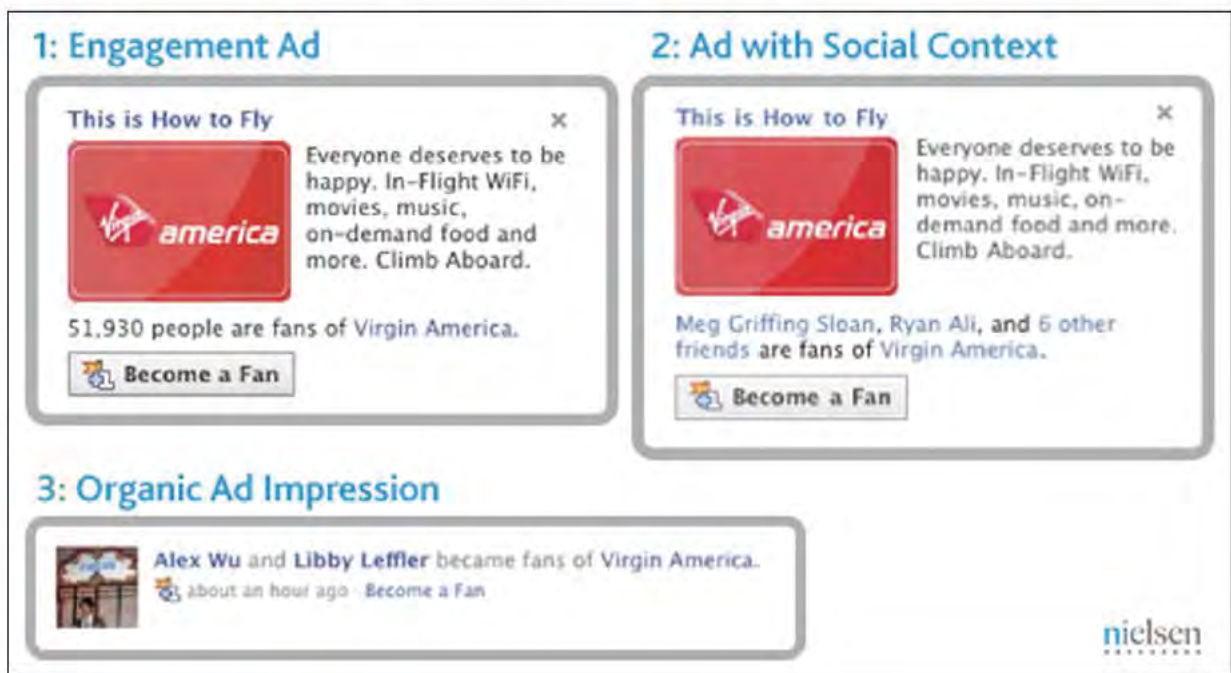 1: Engagement Ad
This is How to Fly
×
Virgin america
Everyone deserves to be
happy. In-Flight WiFi,
movies, music,
on-demand food and
more. Climb Aboard.
51,930 people are fans of Virgin America.
Become a Fan
2: Ad with Social Context
This is How to Fly
×
Virgin america
Everyone deserves to be
happy. In-Flight WiFi,
movies, music, on-
demand food and more.
Climb Aboard.
Meg Griffing Sloan, Ryan Ali, and 6 other
friends are fans of Virgin America.
Become a Fan
3: Organic Ad Impression
Alex Wu and Libby Leffler became fans of Virgin America.
about an hour ago · Become a Fan
nielsen